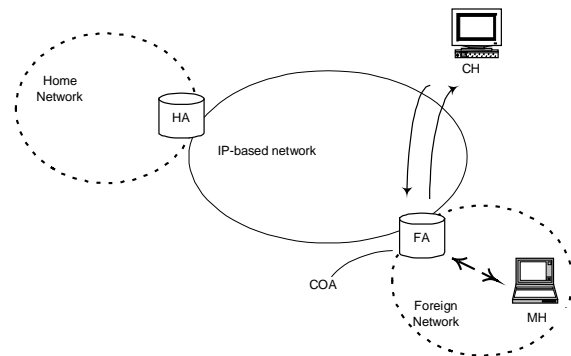 CH
Home
Network
HA
IP-based network
FA
COA
Foreign
Network
MH